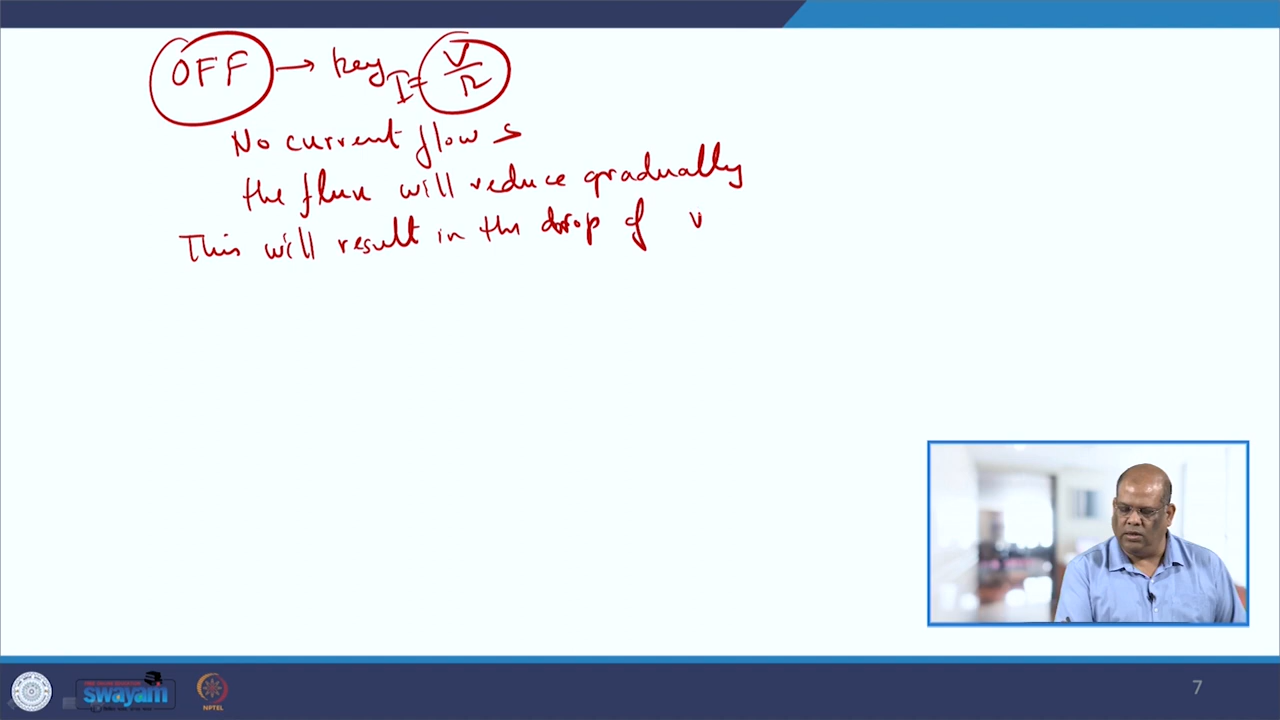 OFF → key I = V/R
No current flows
the flux will reduce gradually
This will result in the drop of v
7
swayam
NPTEL